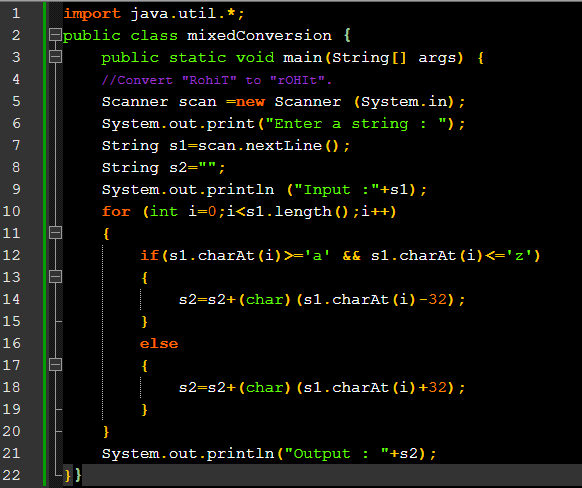 1 import java.util.*;
2 public class mixedConversion {
3 public static void main(String[] args) {
4 //Convert "RohiT" to "rOHIt".
5 Scanner scan =new Scanner (System.in);
6 System.out.print("Enter a string : ");
7 String s1=scan.nextLine();
8 String s2="";
9 System.out.println ("Input :"+s1);
10 for (int i=0;i<s1.length();i++)
11 {
12 if(s1.charAt(i)>='a' && s1.charAt(i)<='z')
13 {
14 s2=s2+(char)(s1.charAt(i)-32);
15 }
16 else
17 {
18 s2=s2+(char)(s1.charAt(i)+32);
19 }
20 }
21 System.out.println("Output : "+s2);
22 }}